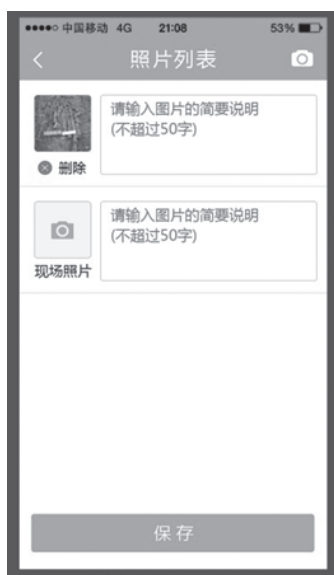 中国移动 4G 21:08 53%
照片列表
请输入图片的简要说明
(不超过50字)
删除
请输入图片的简要说明
(不超过50字)
现场照片
保存